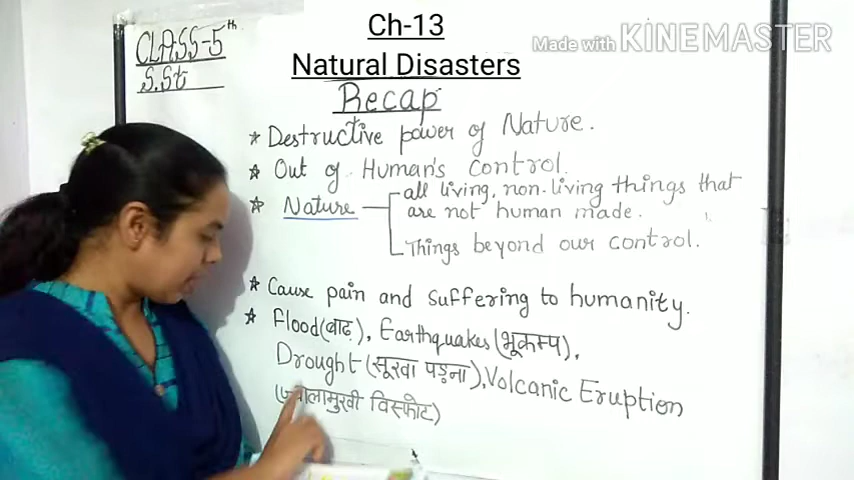 Ch-13
Natural Disasters
Made with KINEMASTER
CLASS-5th
S.St
Recap
* Destructive power of Nature.
* Out of Human's control.
* Nature
all living, non-living things that
are not human made.
Things beyond our control.
* Cause pain and suffering to humanity.
* Flood(बाढ़), Earthquakes(भूकम्प),
Drought (सूखा पड़ना), Volcanic Eruption
(ज्वालामुखी विस्फोट)